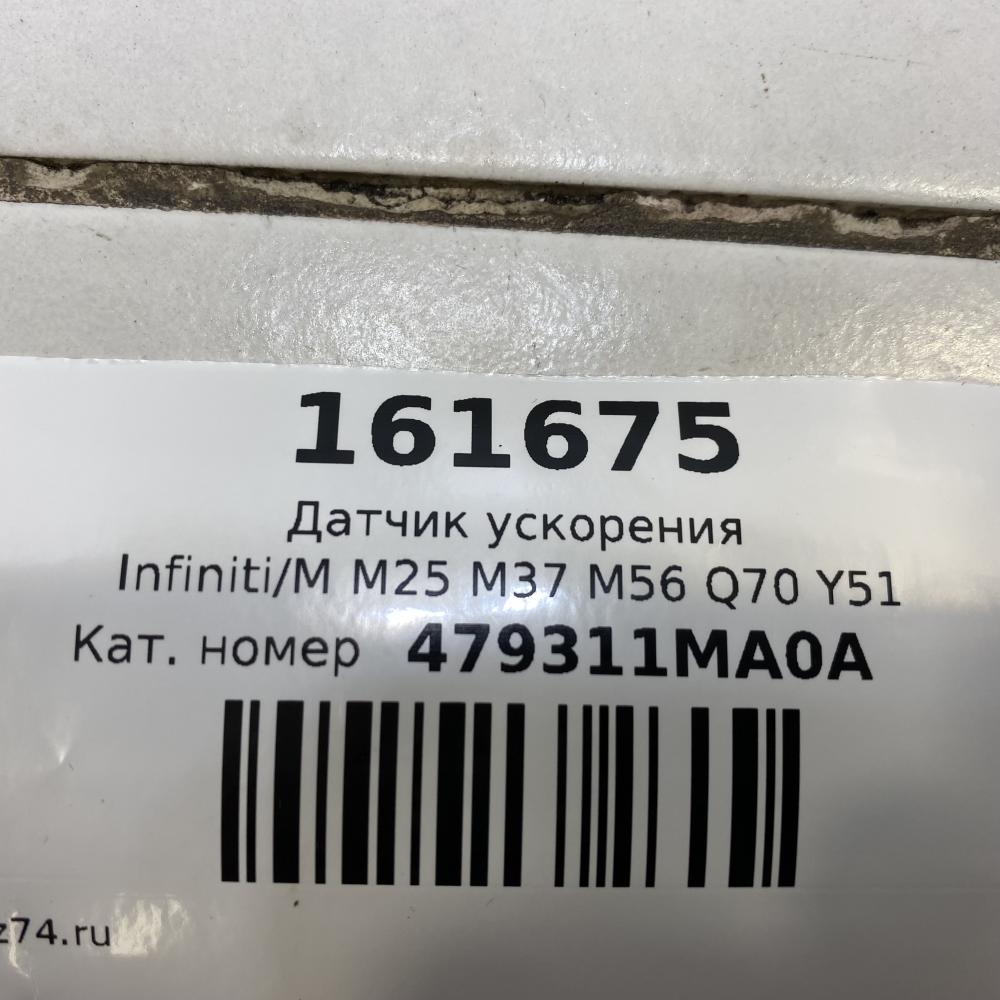 161675
Датчик ускорения
Infiniti/M M25 M37 M56 Q70 Y51
Кат. номер 479311MA0A
z74.ru